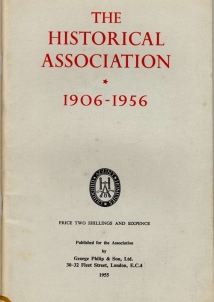 THE
HISTORICAL
ASSOCIATION
*
1906-1956
PRICE TWO SHILLINGS AND SIXPENCE
Published for the Association
by
George Philip & Son, Ltd.
30-32 Fleet Street, London, E.C.4
1955